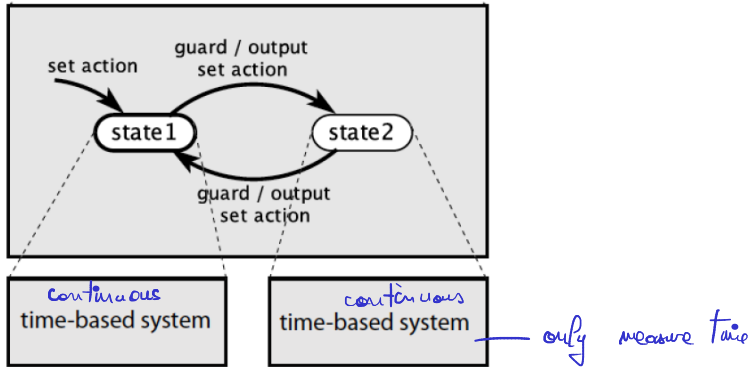 guard / output
set action
set action
state1
state2
guard / output
set action
continuous
time-based system
continuous
time-based system
only measure time